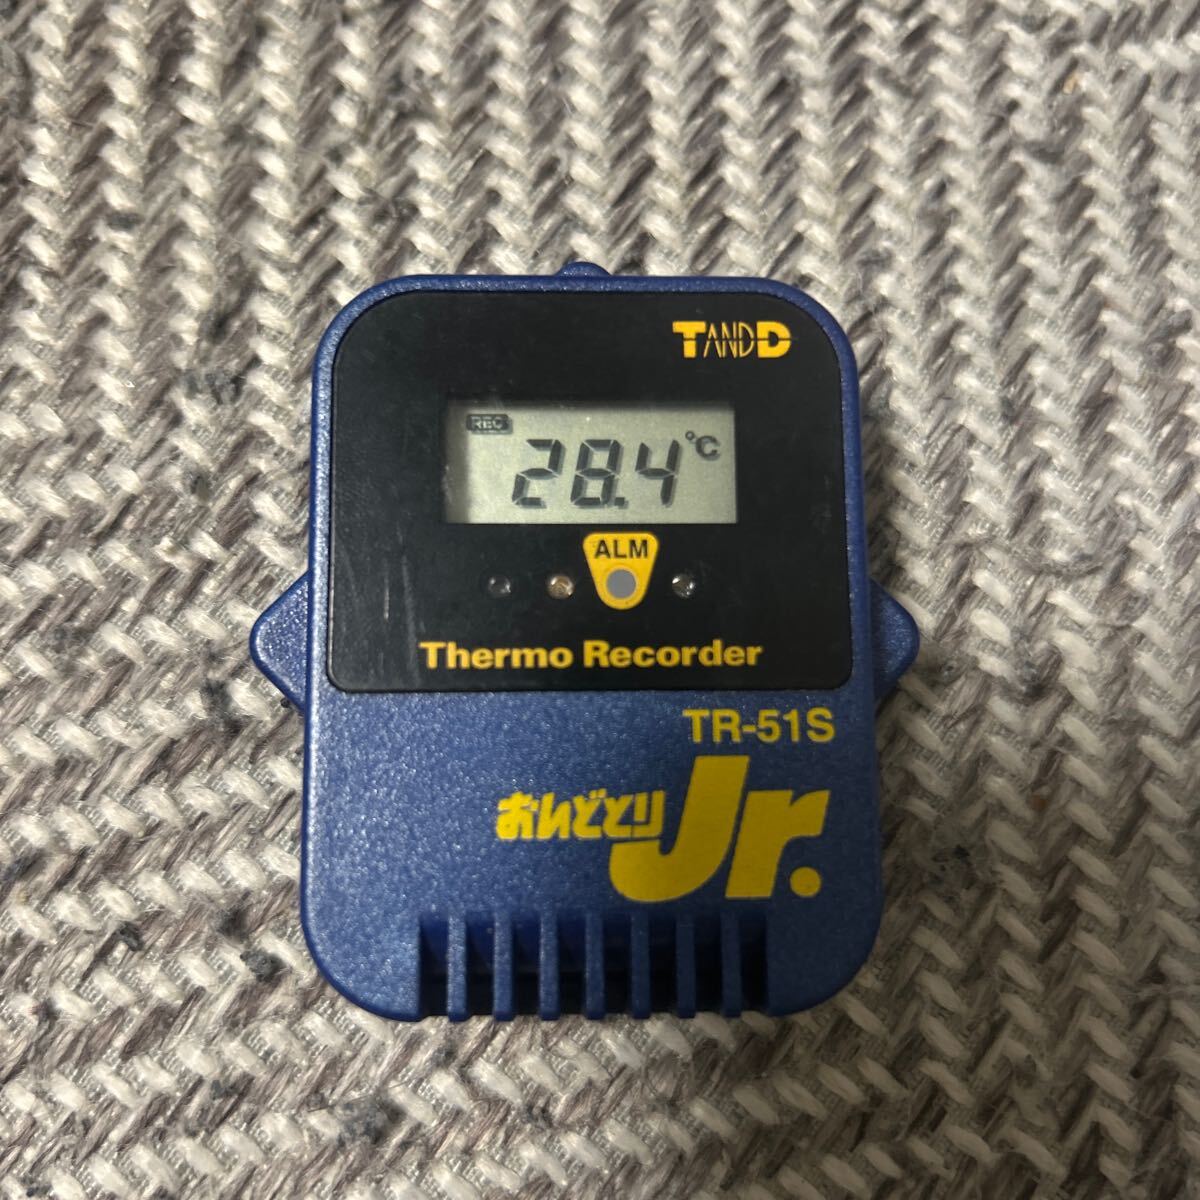 TANDD
REC
28.4°C
ALM
Thermo Recorder
TR-51S
おんどとりJr.